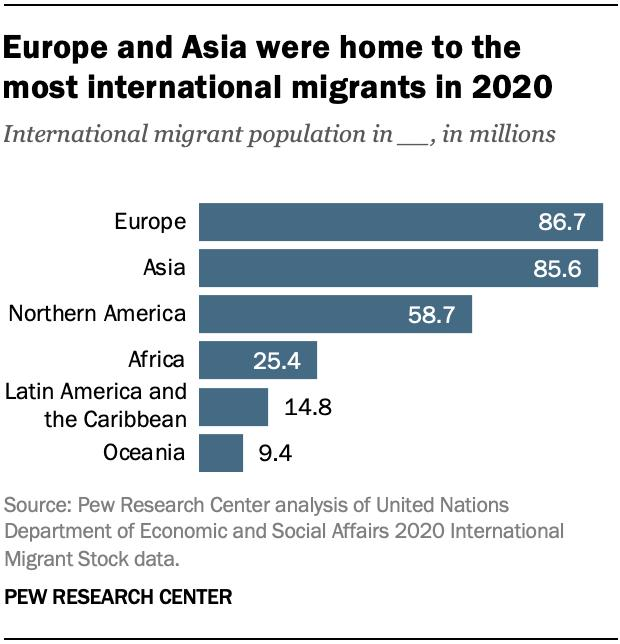 Europe and Asia were home to the
most international migrants in 2020
International migrant population in __, in millions
Europe 86.7
Asia 85.6
Northern America 58.7
Africa 25.4
Latin America and
the Caribbean 14.8
Oceania 9.4
Source: Pew Research Center analysis of United Nations
Department of Economic and Social Affairs 2020 International
Migrant Stock data.
PEW RESEARCH CENTER